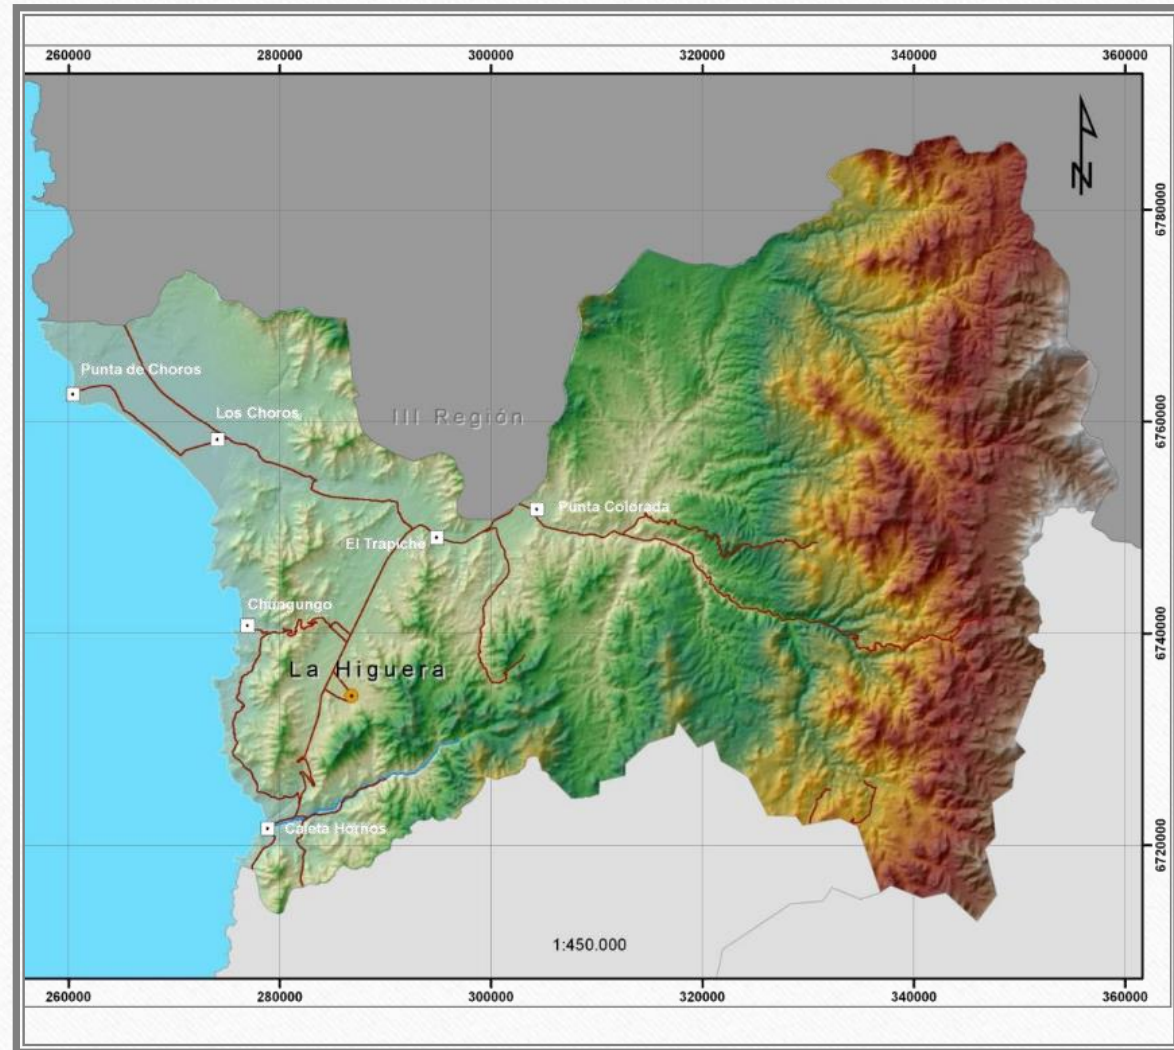 260000 280000 300000 320000 340000 360000
N
6780000
Punta de Choros
Los Choros
III Región
6760000
Punta Colorada
El Trapiche
Chungungo
6740000
La Higuera
Caleta Hornos
6720000
1:450.000
260000 280000 300000 320000 340000 360000